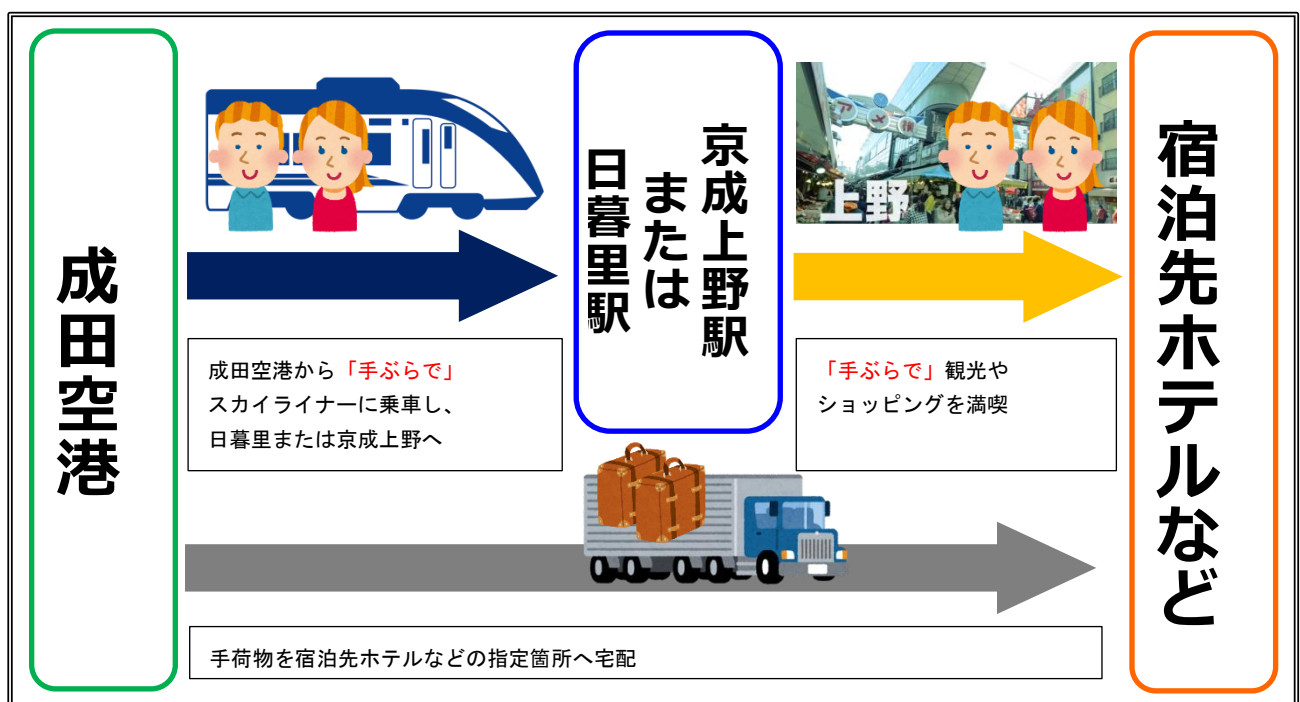 成田空港
京成上野駅
または
日暮里駅
アメ横
上野
宿泊先ホテルなど
成田空港から「手ぶらで」
スカイライナーに乗車し、
日暮里または京成上野へ
「手ぶらで」観光や
ショッピングを満喫
手荷物を宿泊先ホテルなどの指定箇所へ宅配